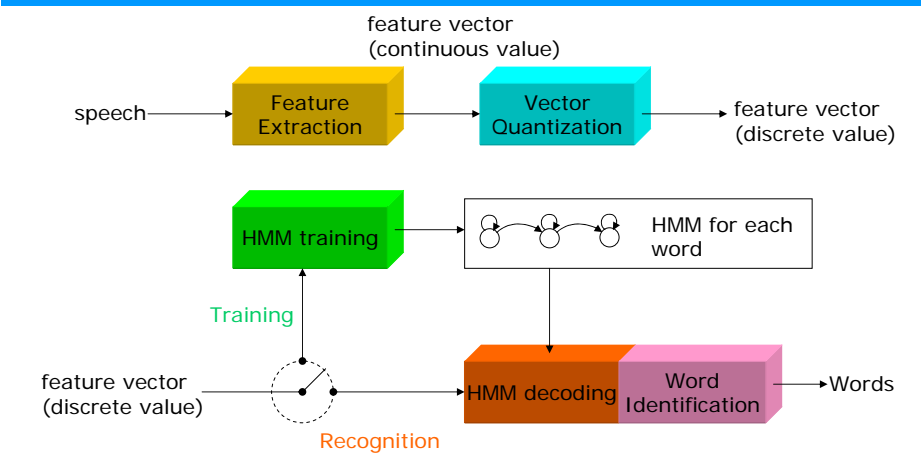 feature vector
(continuous value)
speech
Feature
Extraction
Vector
Quantization
feature vector
(discrete value)
HMM training
HMM for each
word
Training
feature vector
(discrete value)
HMM decoding
Word
Identification
Words
Recognition